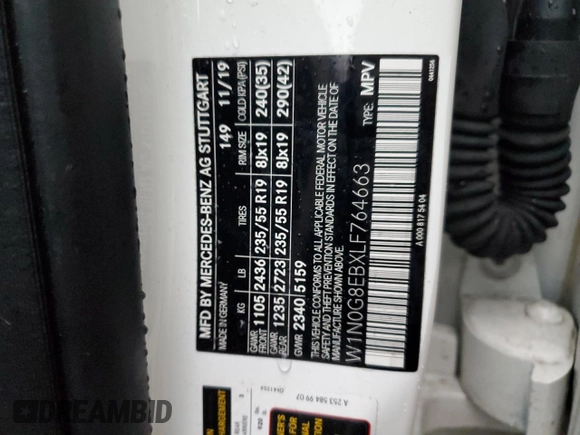 MFD BY MERCEDES-BENZ AG STUTTGART
MADE IN GERMANY 149 11/19
KG LB TIRES RIM SIZE COLD KPA (PSI)
GAWR FRONT 1105 2436 235/55 R19 8Jx19 240(35)
GAWR REAR 1235 2723 235/55 R19 8Jx19 290(42)
GVWR 2340 5159
THIS VEHICLE CONFORMS TO ALL APPLICABLE FEDERAL MOTOR VEHICLE
SAFETY AND THEFT PREVENTION STANDARDS IN EFFECT ON THE DATE OF
MANUFACTURE SHOWN ABOVE.
W1N0G8EBXLF764663 TYPE: MPV
A 000 817 54 04
A 253 584 99 07
DREAMBID